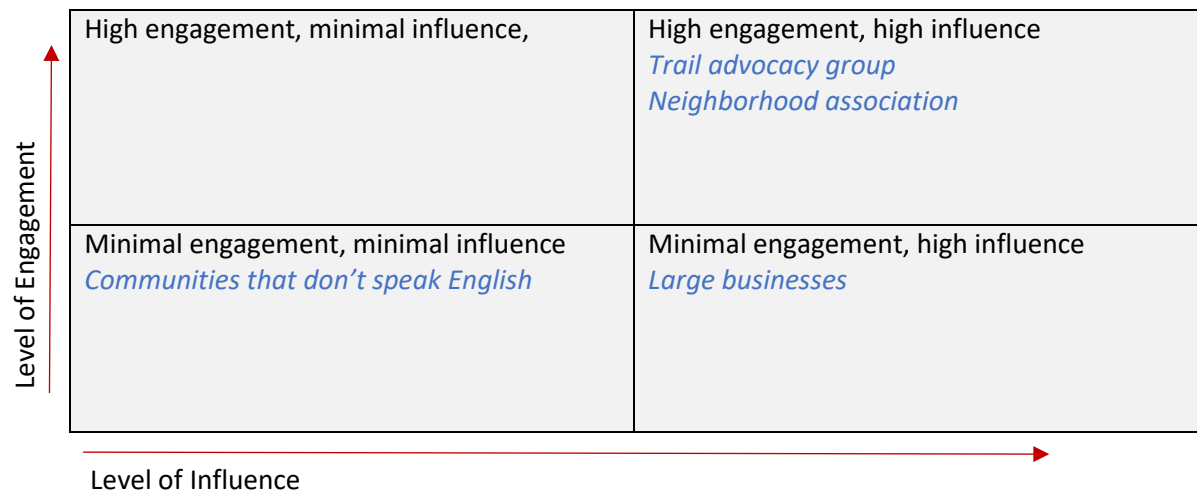 High engagement, minimal influence,
High engagement, high influence
Trail advocacy group
Neighborhood association
Level of Engagement
Minimal engagement, minimal influence
Communities that don’t speak English
Minimal engagement, high influence
Large businesses
Level of Influence